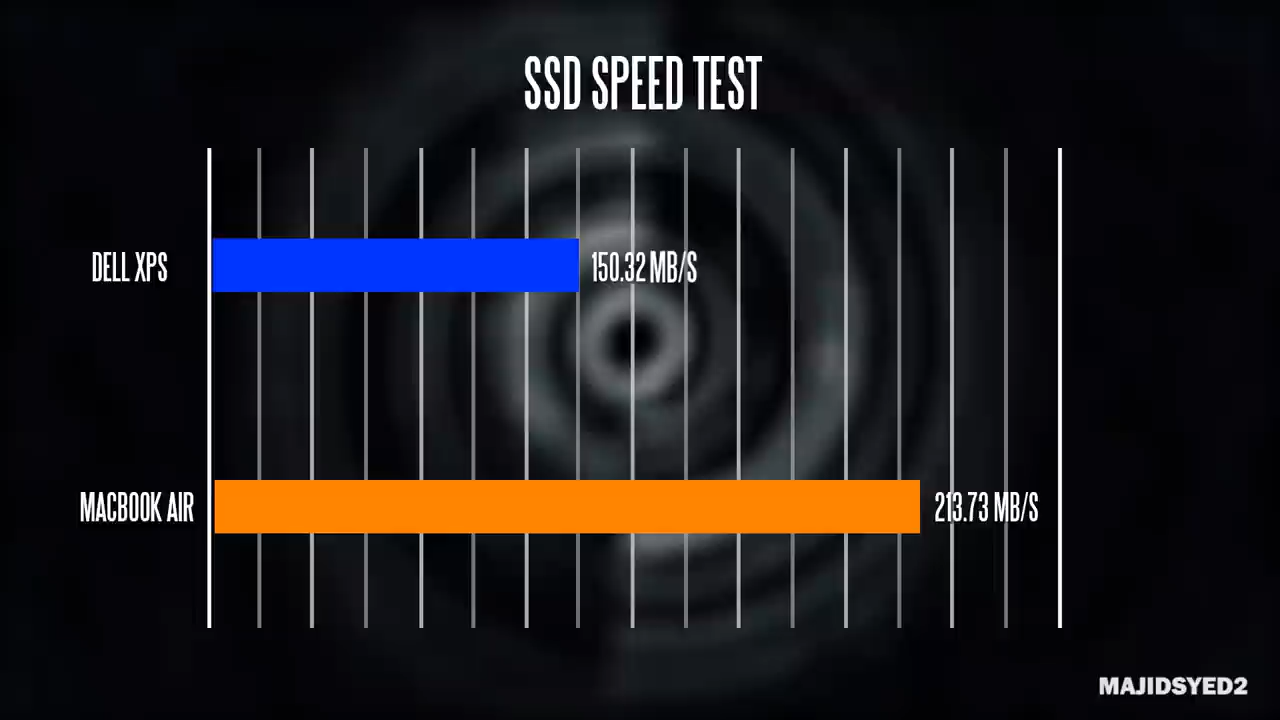 SSD SPEED TEST
DELL XPS
150.32 MB/S
MACBOOK AIR
213.73 MB/S
MAJIDSYED2